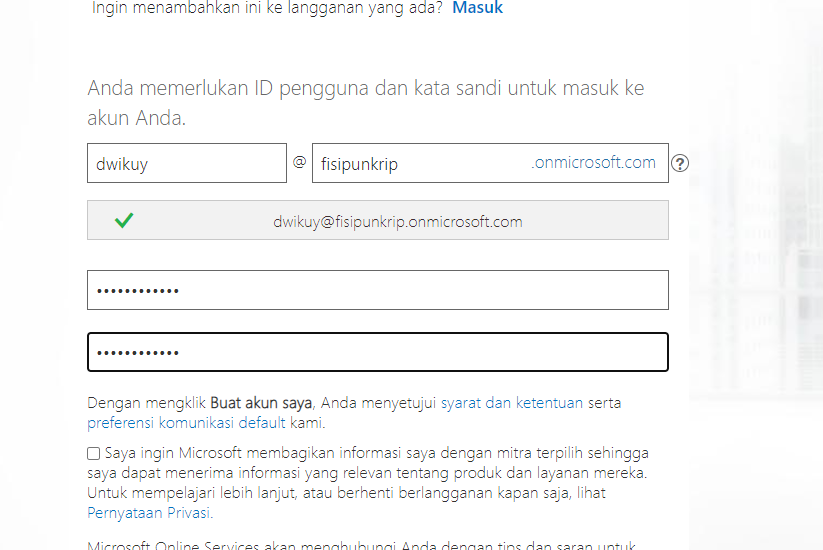 Ingin menambahkan ini ke langganan yang ada? Masuk
Anda memerlukan ID pengguna dan kata sandi untuk masuk ke
akun Anda.
dwikuy @ fisipunkrip .onmicrosoft.com ?
dwikuy@fisipunkrip.onmicrosoft.com
••••••••••••
••••••••••••
Dengan mengklik Buat akun saya, Anda menyetujui syarat dan ketentuan serta
preferensi komunikasi default kami.
Saya ingin Microsoft membagikan informasi saya dengan mitra terpilih sehingga
saya dapat menerima informasi yang relevan tentang produk dan layanan mereka.
Untuk mempelajari lebih lanjut, atau berhenti berlangganan kapan saja, lihat
Pernyataan Privasi.
Microsoft Online Services akan menghubungi Anda dengan tips dan saran untuk